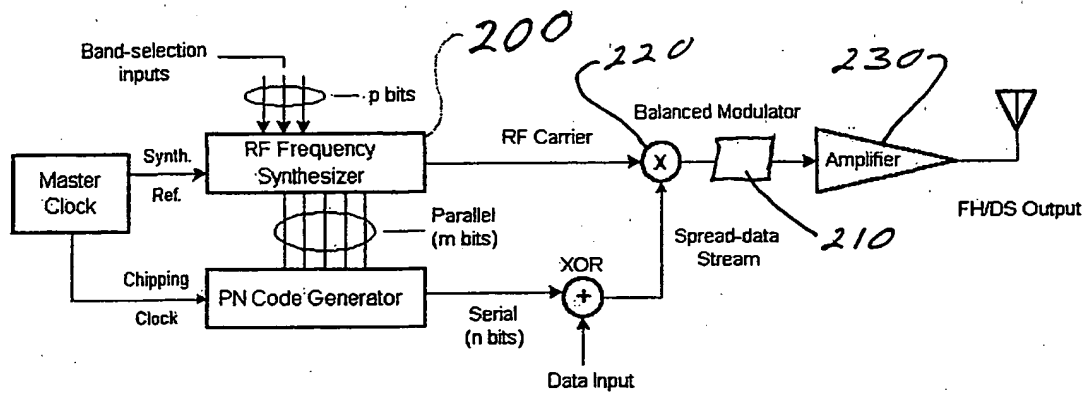 Band-selection
inputs
p bits
200
220
230
Balanced Modulator
RF Carrier
X
Amplifier
Master
Clock
Synth.
Ref.
RF Frequency
Synthesizer
Parallel
(m bits)
FH/DS Output
210
Spread-data
Stream
XOR
+
Chipping
Clock
PN Code Generator
Serial
(n bits)
Data Input